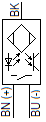 BK
BN (+)
BU (-)